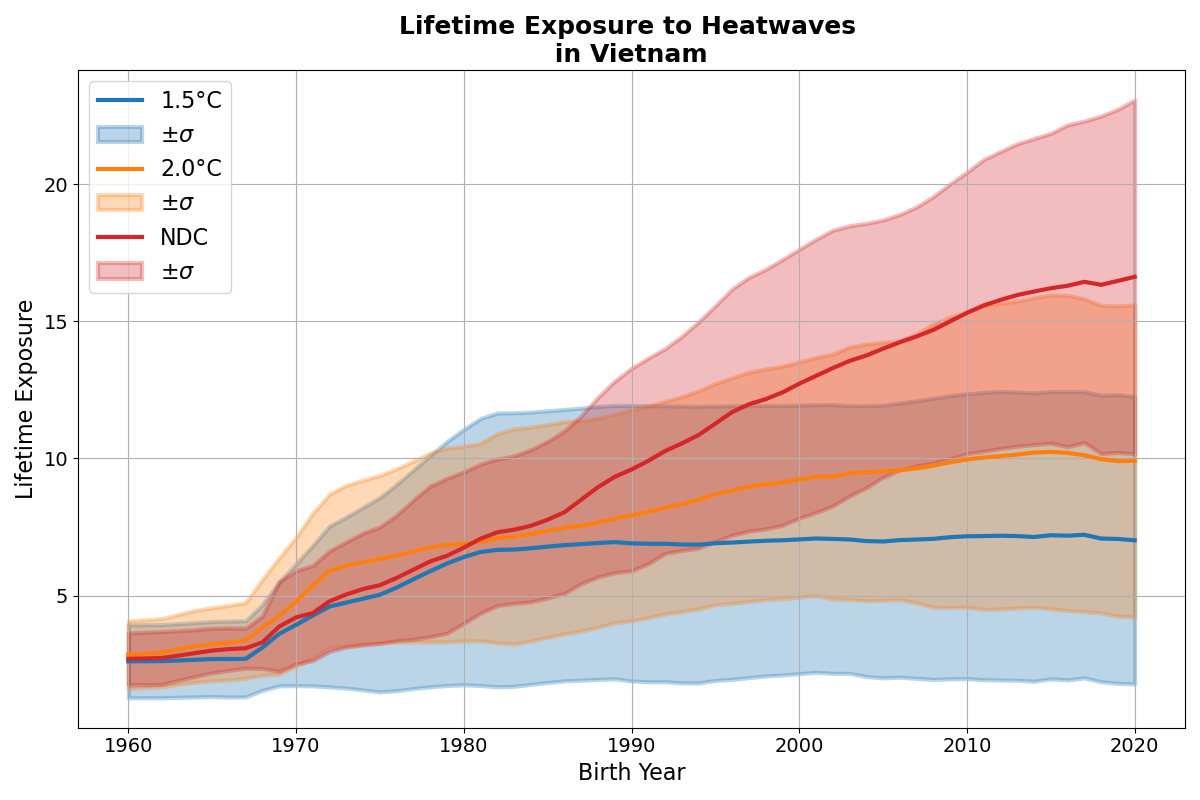 Lifetime Exposure to Heatwaves
in Vietnam
1.5°C
±σ
2.0°C
±σ
NDC
±σ
Lifetime Exposure
20
15
10
5
1960 1970 1980 1990 2000 2010 2020
Birth Year